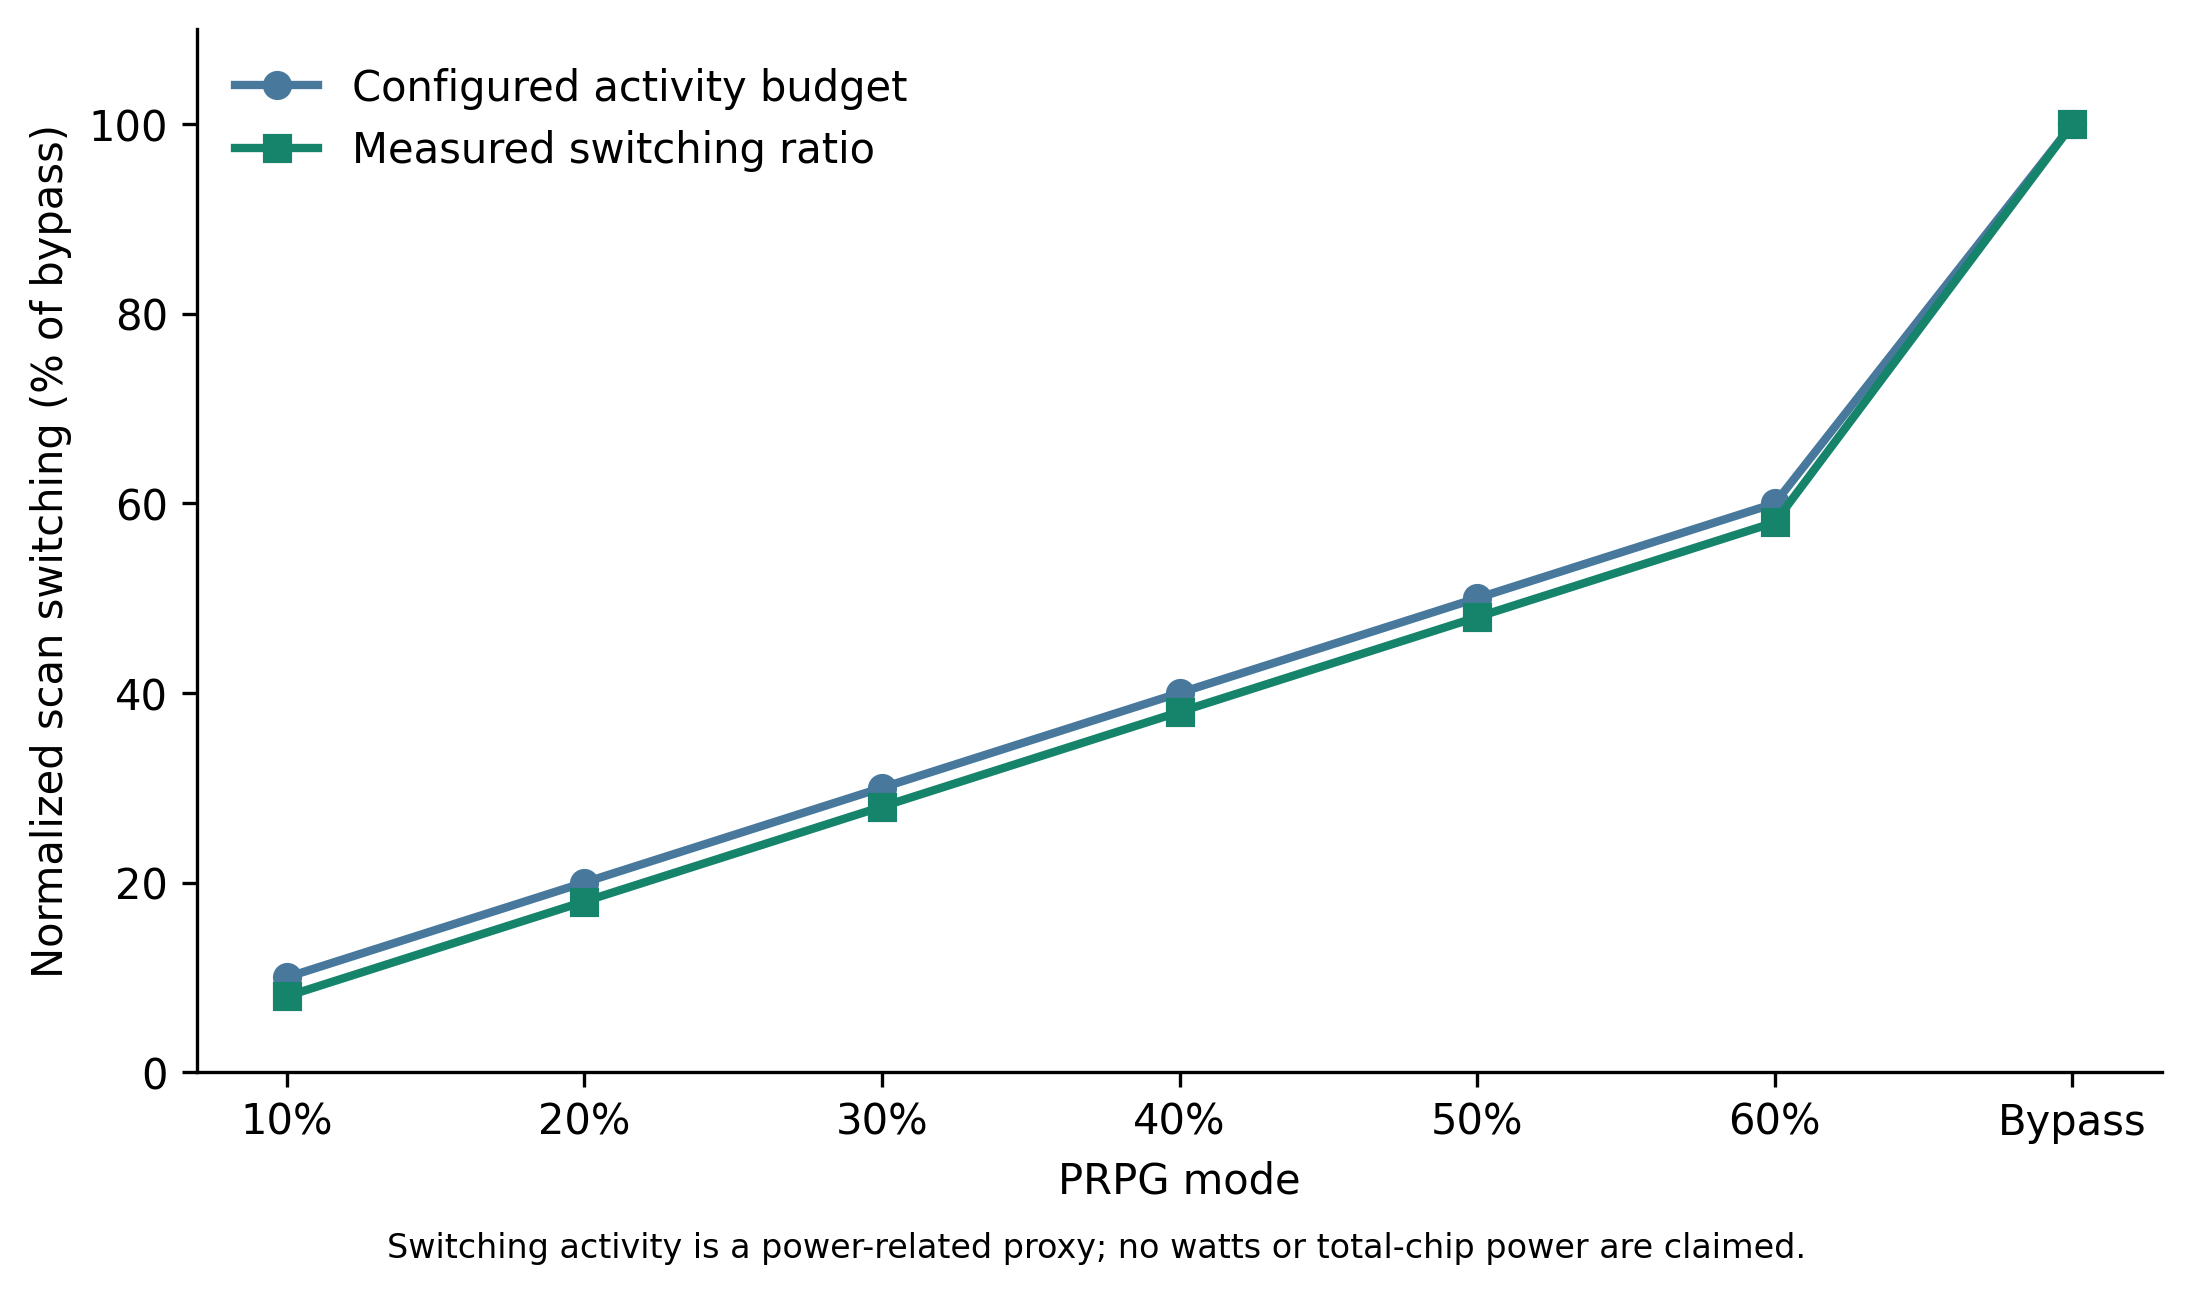 Configured activity budget
Measured switching ratio
Normalized scan switching (% of bypass)
100
80
60
40
20
0
10% 20% 30% 40% 50% 60% Bypass
PRPG mode
Switching activity is a power-related proxy; no watts or total-chip power are claimed.